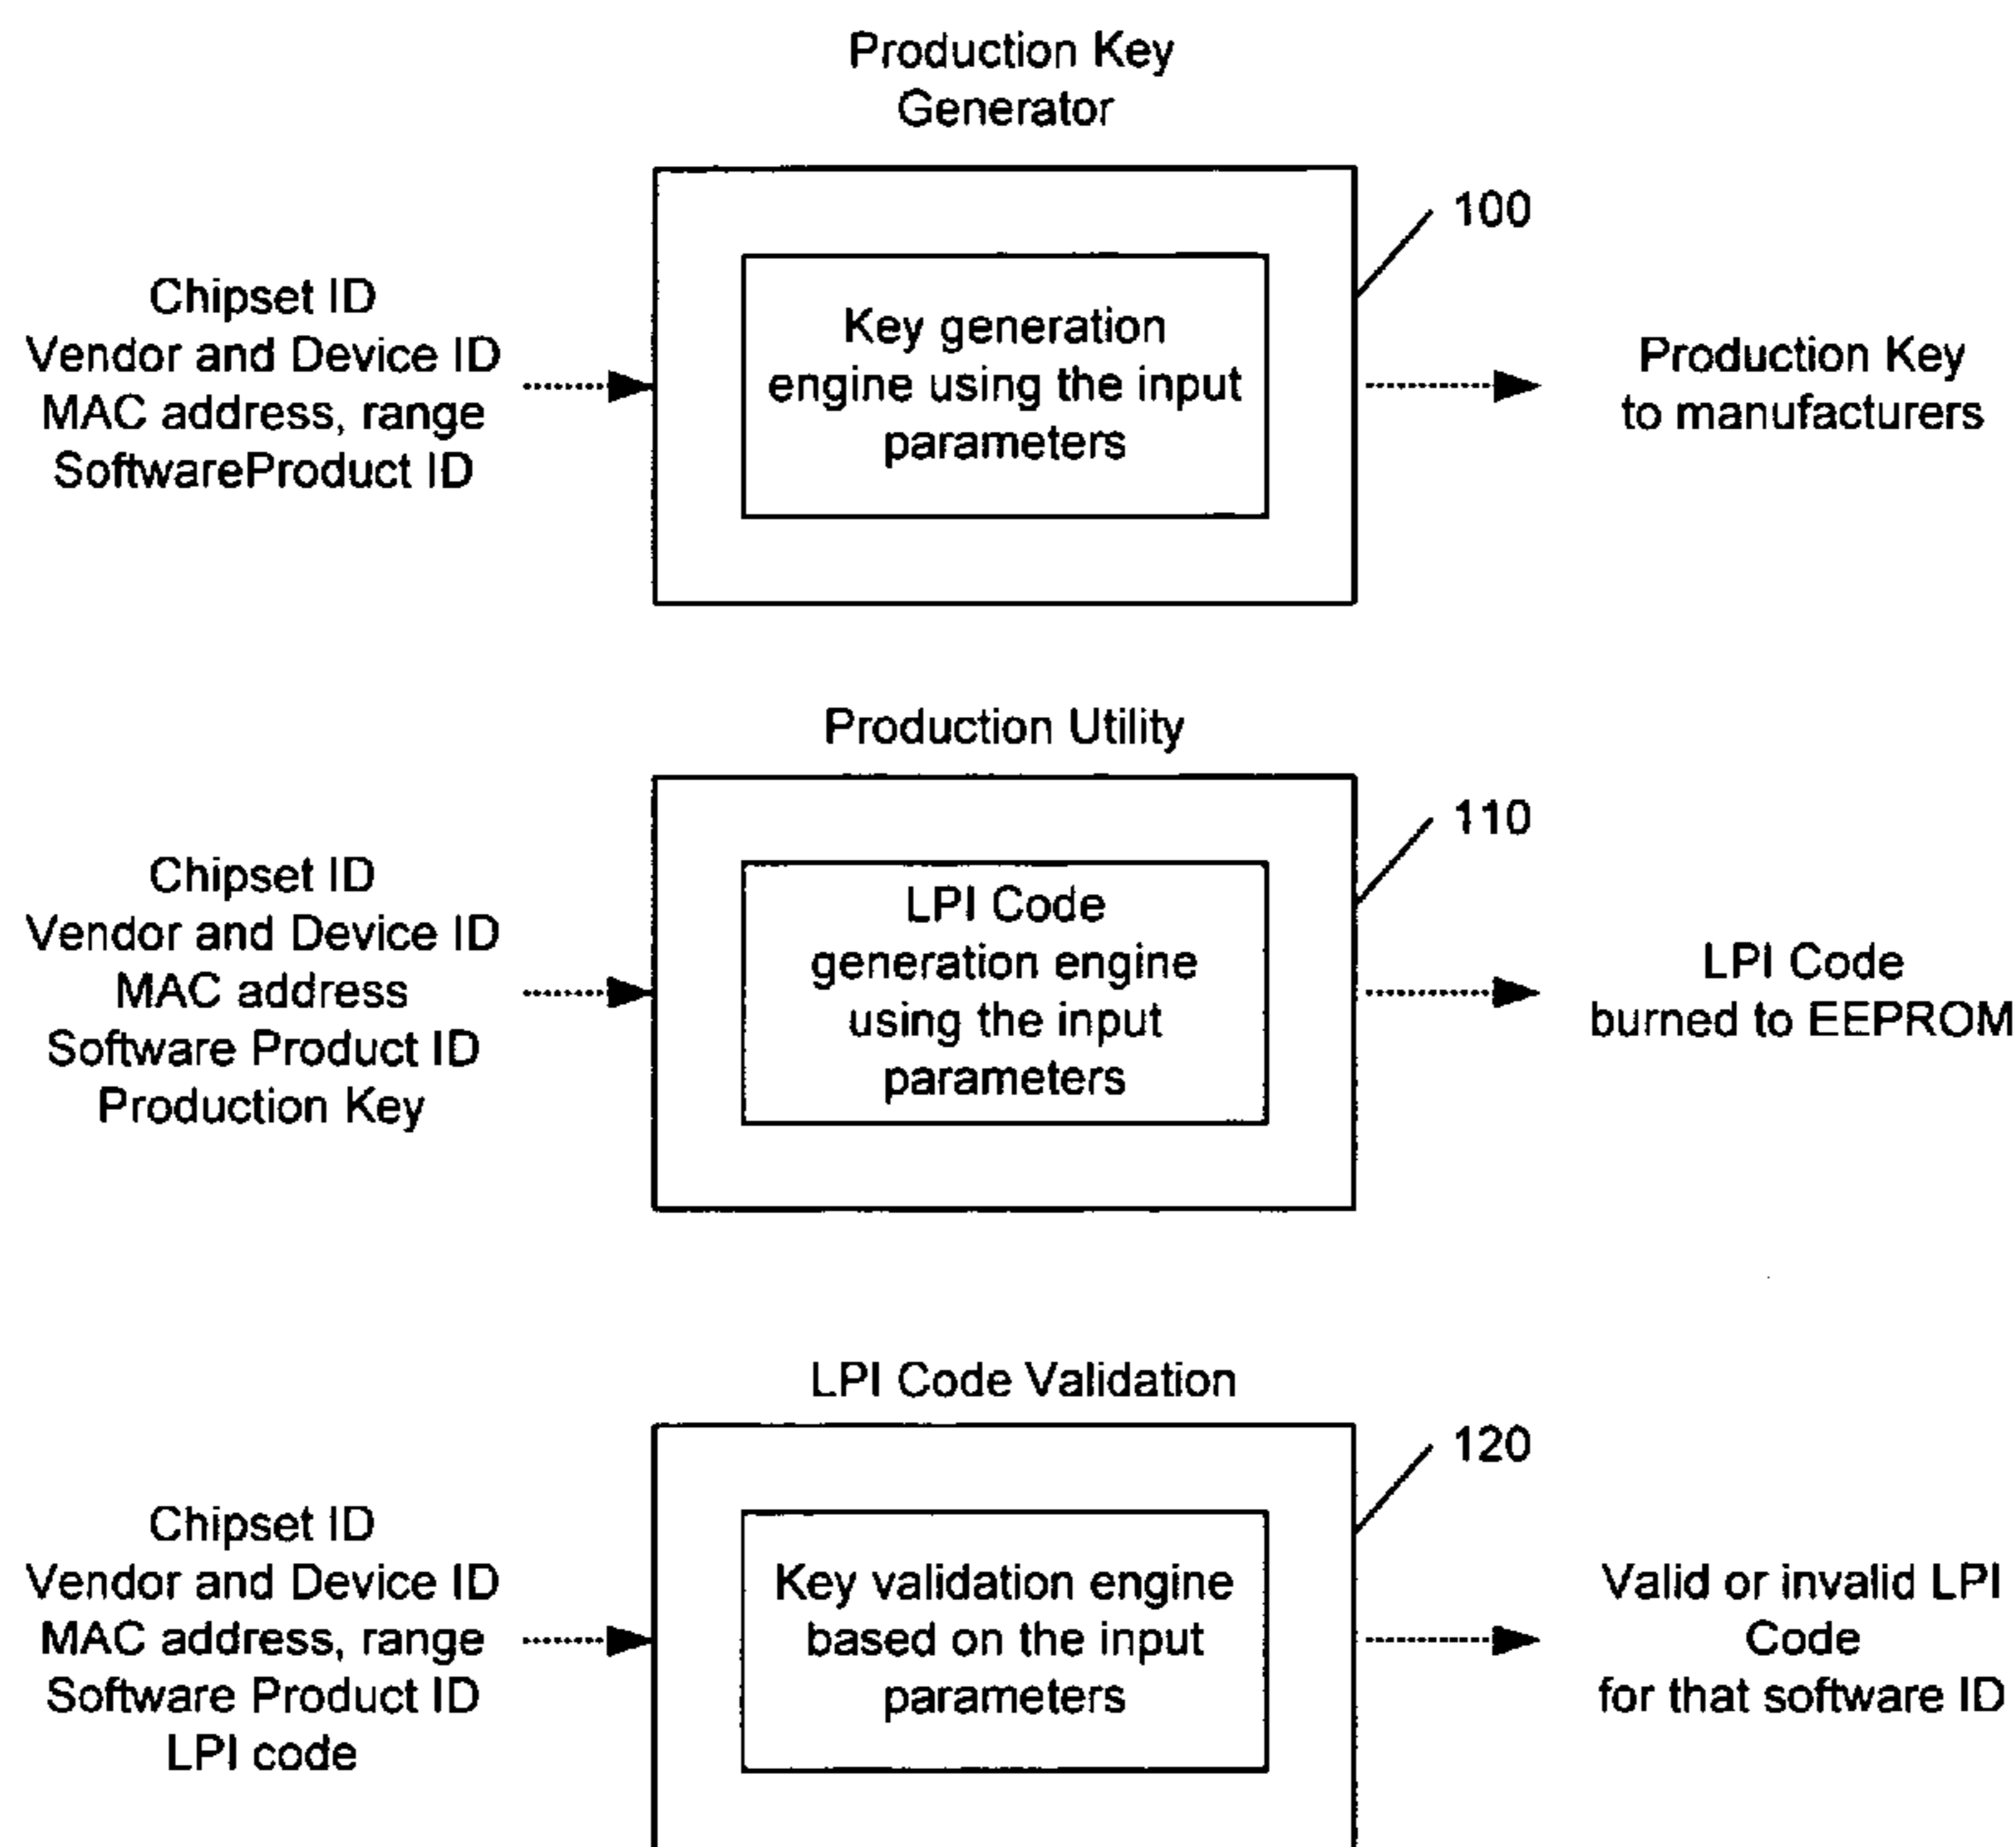 Production Key
Generator
100
Chipset ID
Vendor and Device ID
MAC address, range
SoftwareProduct ID
Key generation
engine using the input
parameters
Production Key
to manufacturers
Production Utility
110
Chipset ID
Vendor and Device ID
MAC address
Software Product ID
Production Key
LPI Code
generation engine
using the input
parameters
LPI Code
burned to EEPROM
LPI Code Validation
120
Chipset ID
Vendor and Device ID
MAC address, range
Software Product ID
LPI code
Key validation engine
based on the input
parameters
Valid or invalid LPI
Code
for that software ID